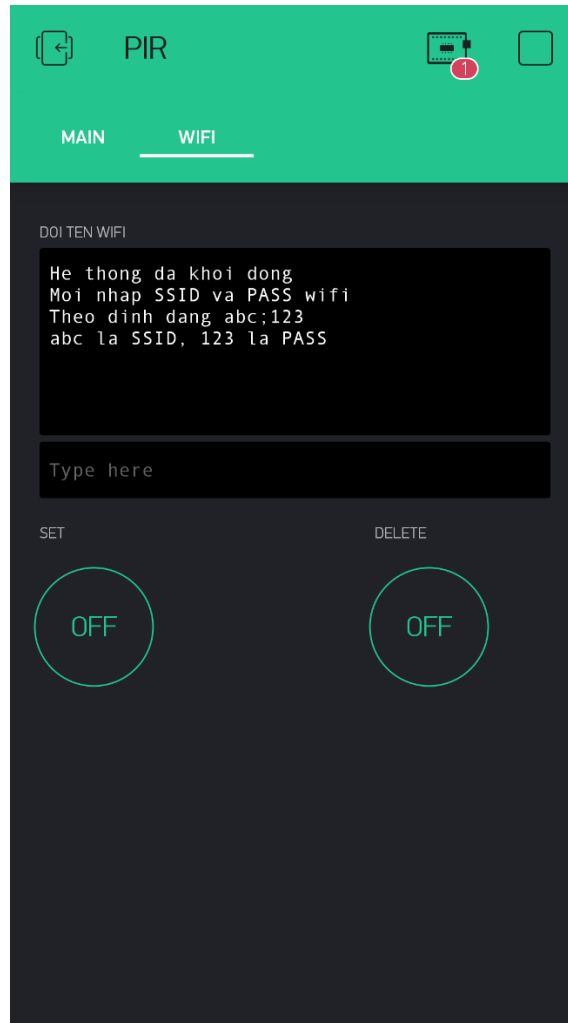 PIR
1
MAIN WIFI
DOI TEN WIFI
He thong da khoi dong
Moi nhap SSID va PASS wifi
Theo dinh dang abc;123
abc la SSID, 123 la PASS
Type here
SET DELETE
OFF OFF